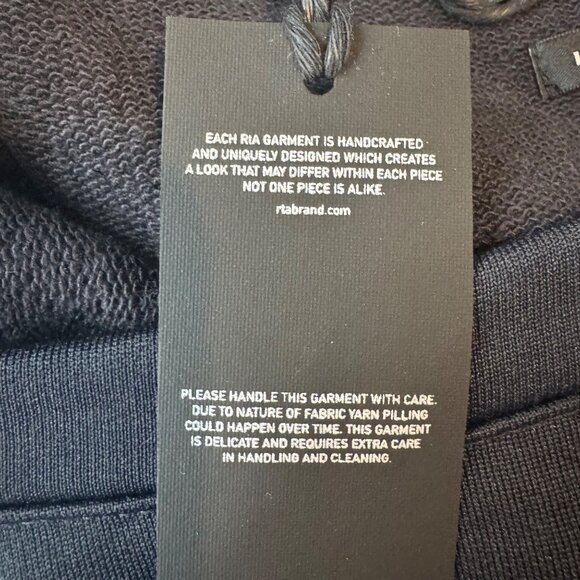 EACH RtA GARMENT IS HANDCRAFTED
AND UNIQUELY DESIGNED WHICH CREATES
A LOOK THAT MAY DIFFER WITHIN EACH PIECE
NOT ONE PIECE IS ALIKE.
rtabrand.com
PLEASE HANDLE THIS GARMENT WITH CARE.
DUE TO NATURE OF FABRIC YARN PILLING
COULD HAPPEN OVER TIME. THIS GARMENT
IS DELICATE AND REQUIRES EXTRA CARE
IN HANDLING AND CLEANING.